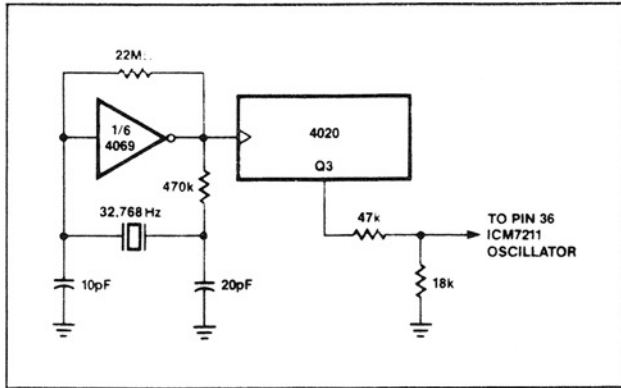 22M
1/6
4069
4020
Q3
470k
32.768 Hz
47k
TO PIN 36
ICM7211
OSCILLATOR
10pF
20pF
18k